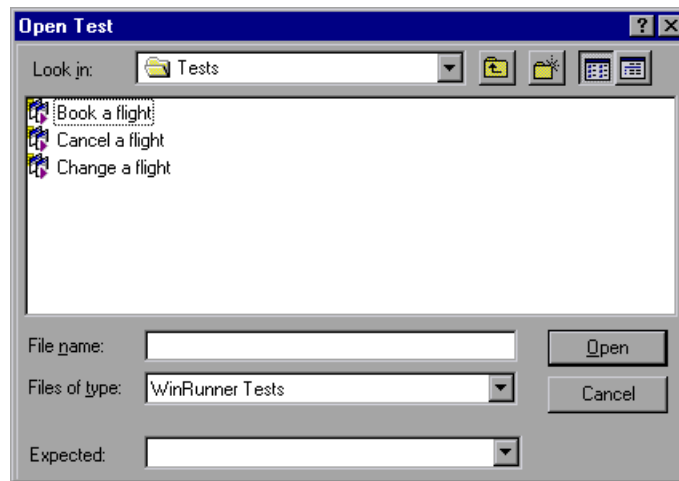 Open Test
Look in: Tests
Book a flight
Cancel a flight
Change a flight
File name: Open
Files of type: WinRunner Tests Cancel
Expected: